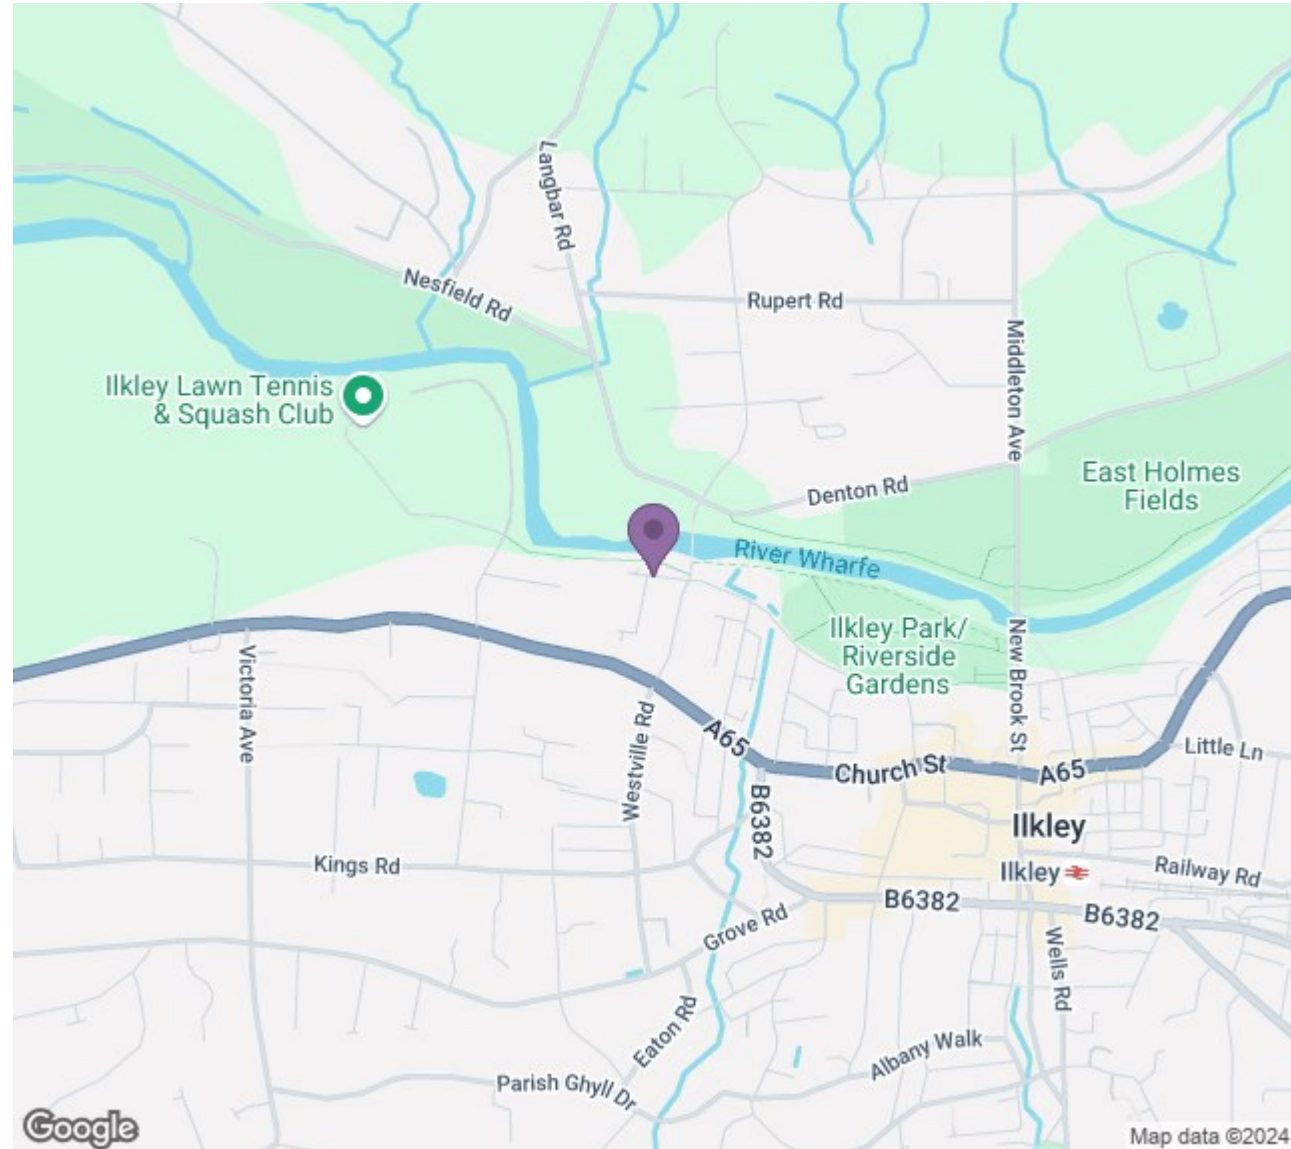 Langbar Rd
Nesfield Rd
Rupert Rd
Middleton Ave
Ilkley Lawn Tennis
& Squash Club
East Holmes
Fields
Denton Rd
River Wharfe
Ilkley Park/
Riverside
Gardens
New Brook St
Victoria Ave
Westville Rd
A65
Church St
A65
Little Ln
B6382
Ilkley
Kings Rd
Ilkley
Railway Rd
B6382
B6382
Grove Rd
Wells Rd
Eaton Rd
Albany Walk
Parish Ghyll Dr
Google
Map data ©2024